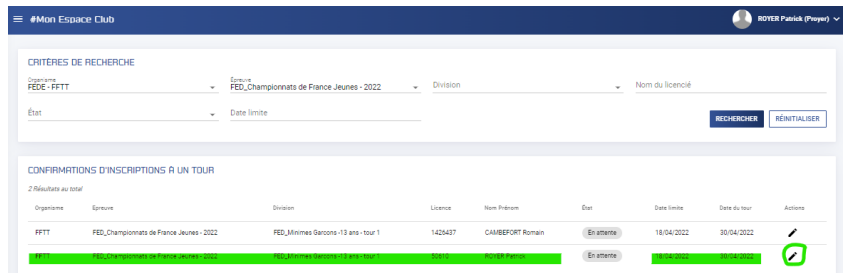 #Mon Espace Club
ROYER Patrick (Proyer)
CRITÈRES DE RECHERCHE
Organisme
FEDE - FFTT
Épreuve
FED_Championnats de France Jeunes - 2022
Division
Nom du licencié
État
Date limite
RECHERCHER
RÉINITIALISER
CONFIRMATIONS D'INSCRIPTIONS À UN TOUR
2 Résultats au total
Organisme Epreuve Division Licence Nom Prénom État Date limite Date du tour Actions
FFTT FED_Championnats de France Jeunes - 2022 FED_Minimes Garcons -13 ans - tour 1 1426437 CAMBEFORT Romain En attente 18/04/2022 30/04/2022
FFTT FED_Championnats de France Jeunes - 2022 FED_Minimes Garcons -13 ans - tour 1 50610 ROYER Patrick En attente 18/04/2022 30/04/2022